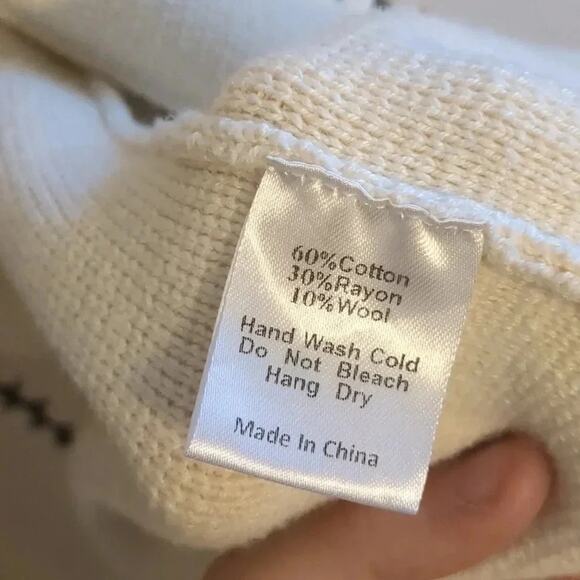 60%Cotton
30%Rayon
10%Wool
Hand Wash Cold
Do Not Bleach
Hang Dry
Made In China